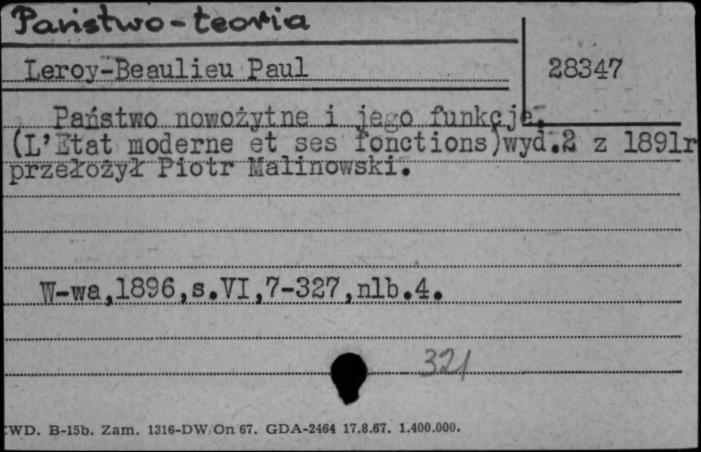 Państwo-teoria
Leroy-Beaulieu Paul
28347
Państwo nowożytne i jego funkcje.
(L'Etat moderne et ses fonctions)wyd.2 z 1891r
przełożył Piotr Malinowski.
W-wa,1896,s.VI,7-327,nlb.4.
321
WD. B-15b. Zam. 1316-DW/On 67. GDA-2464 17.8.67. 1.400.000.